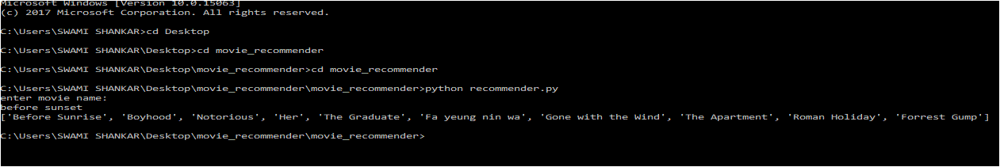 Microsoft Windows [Version 10.0.15063]
(c) 2017 Microsoft Corporation. All rights reserved.
C:\Users\SWAMI SHANKAR>cd Desktop
C:\Users\SWAMI SHANKAR\Desktop>cd movie_recommender
C:\Users\SWAMI SHANKAR\Desktop\movie_recommender>cd movie_recommender
C:\Users\SWAMI SHANKAR\Desktop\movie_recommender\movie_recommender>python recommender.py
enter movie name:
before sunset
['Before Sunrise', 'Boyhood', 'Notorious', 'Her', 'The Graduate', 'Fa yeung nin wa', 'Gone with the Wind', 'The Apartment', 'Roman Holiday', 'Forrest Gump']
C:\Users\SWAMI SHANKAR\Desktop\movie_recommender\movie_recommender>